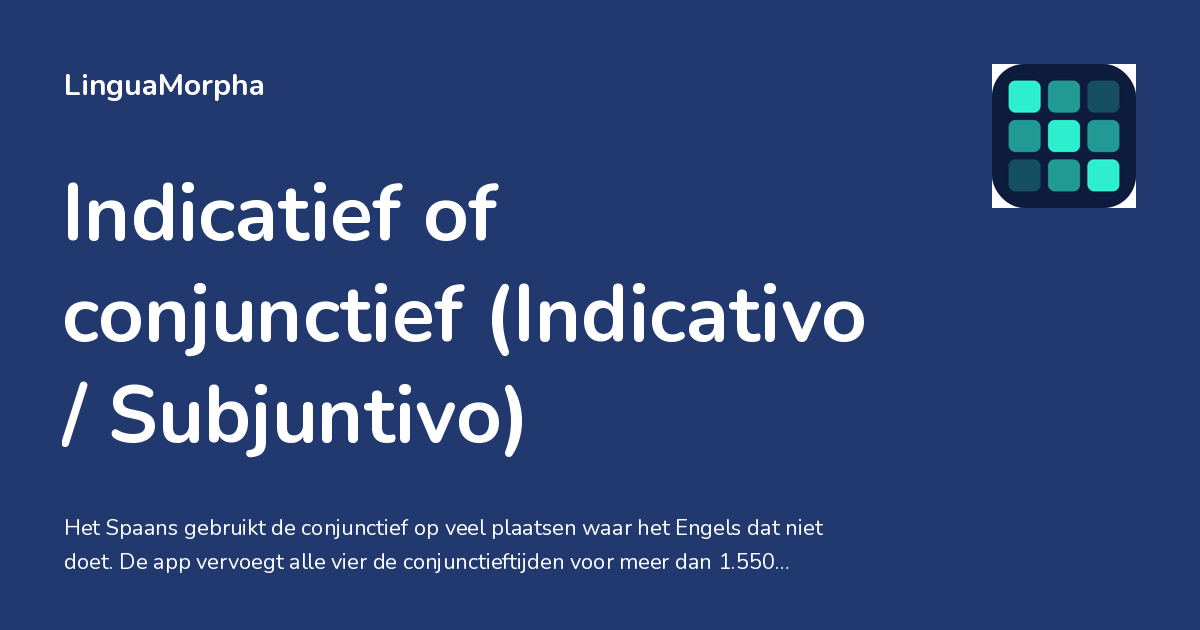 LinguaMorpha
Indicatief of
conjunctief (Indicativo
/ Subjuntivo)
Het Spaans gebruikt de conjunctief op veel plaatsen waar het Engels dat niet
doet. De app vervoegt alle vier de conjunctieftijden voor meer dan 1.550…